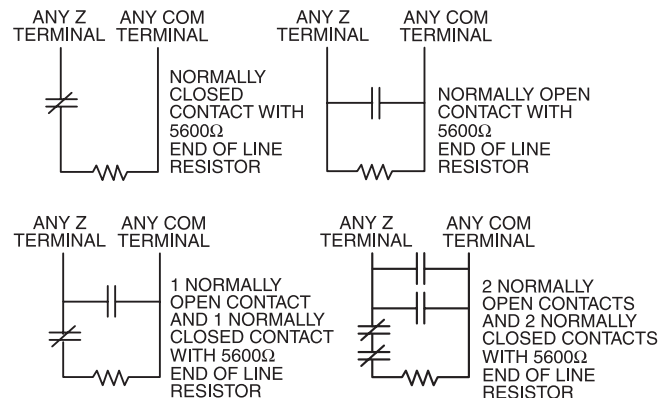 ANY Z
TERMINAL
ANY COM
TERMINAL
NORMALLY
CLOSED
CONTACT WITH
5600Ω
END OF LINE
RESISTOR
ANY Z
TERMINAL
ANY COM
TERMINAL
NORMALLY OPEN
CONTACT WITH
5600Ω
END OF LINE
RESISTOR
ANY Z
TERMINAL
ANY COM
TERMINAL
1 NORMALLY
OPEN CONTACT
AND 1 NORMALLY
CLOSED CONTACT
WITH 5600Ω
END OF LINE
RESISTOR
ANY Z
TERMINAL
ANY COM
TERMINAL
2 NORMALLY
OPEN CONTACTS
AND 2 NORMALLY
CLOSED CONTACTS
WITH 5600Ω
END OF LINE
RESISTOR